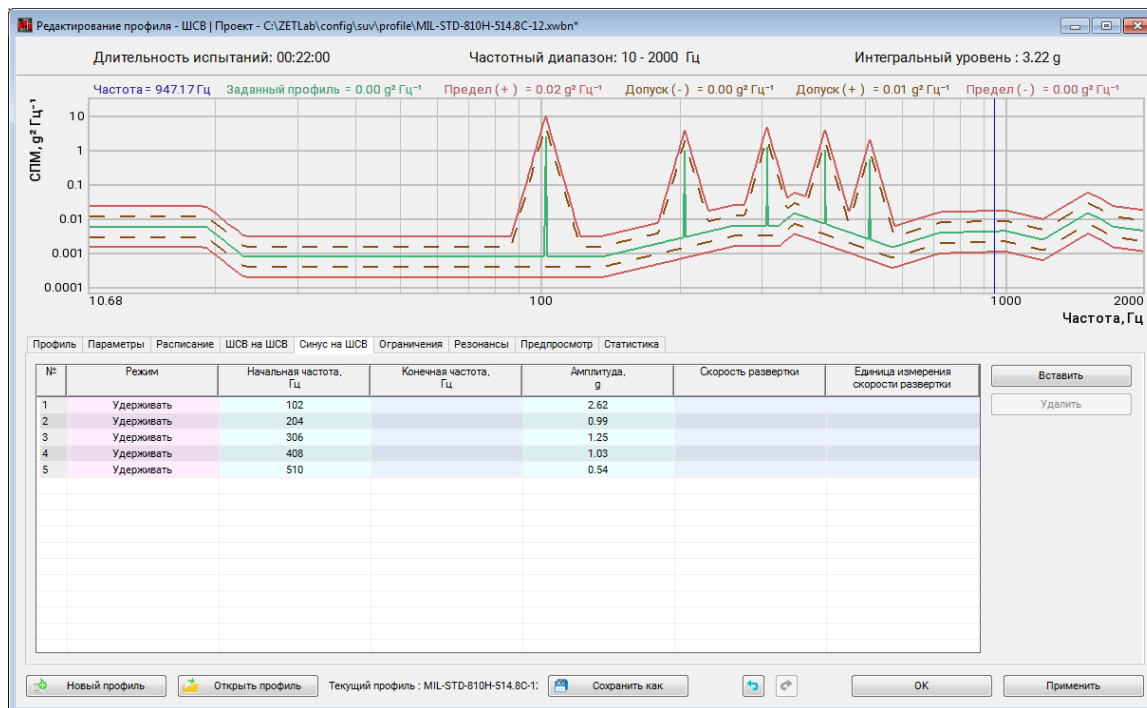 Редактирование профиля - ШСВ | Проект - C:\ZETLab\config\suv\profile\MIL-STD-810H-514.8C-12.xwbn*
Длительность испытаний: 00:22:00 Частотный диапазон: 10 - 2000 Гц Интегральный уровень : 3.22 g
Частота = 947.17 Гц Заданный профиль = 0.00 g² Гц⁻¹ Предел ( + ) = 0.02 g² Гц⁻¹ Допуск ( - ) = 0.00 g² Гц⁻¹ Допуск ( + ) = 0.01 g² Гц⁻¹ Предел ( - ) = 0.00 g² Гц⁻¹
СПМ, g² Гц⁻¹
10
1
0.1
0.01
0.001
0.0001
10.68 100 1000 2000
Частота, Гц
Профиль Параметры Расписание ШСВ на ШСВ Синус на ШСВ Ограничения Резонансы Предпросмотр Статистика
№ Режим Начальная частота, Гц Конечная частота, Гц Амплитуда, g Скорость развертки Единица измерения скорости развертки
1 Удерживать 102 2.62
2 Удерживать 204 0.99
3 Удерживать 306 1.25
4 Удерживать 408 1.03
5 Удерживать 510 0.54
Вставить
Удалить
Новый профиль Открыть профиль Текущий профиль : MIL-STD-810H-514.8C-12 Сохранить как OK Применить